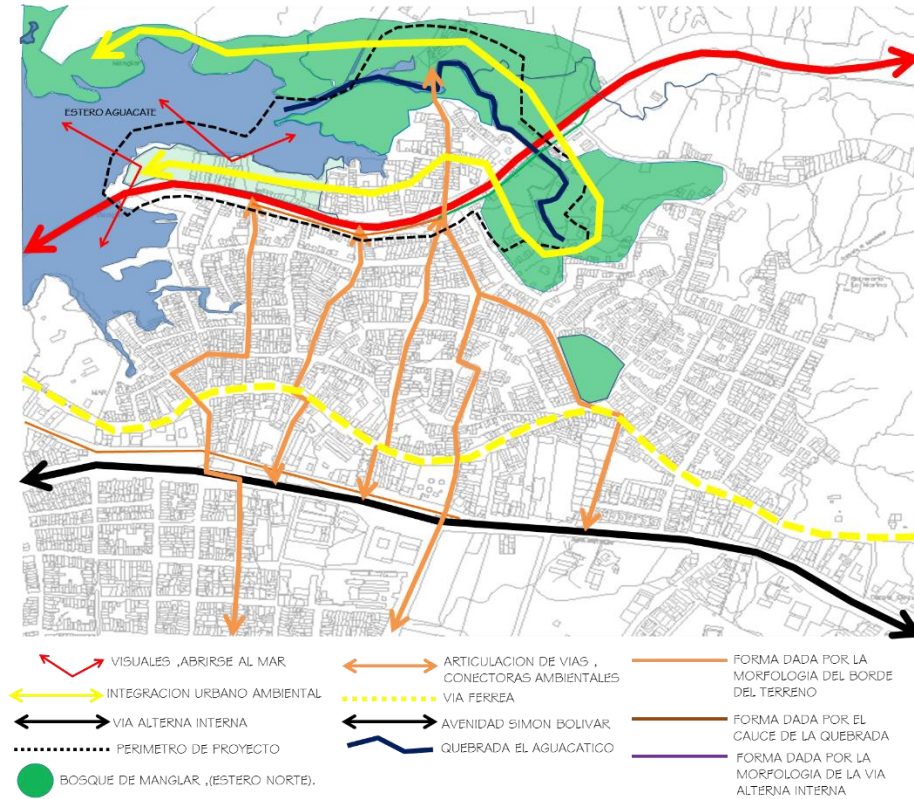 Manglar
ESTERO AGUACATE
MAR
VISUALES ,ABRIRSE AL MAR
INTEGRACION URBANO AMBIENTAL
VIA ALTERNA INTERNA
PERIMETRO DE PROYECTO
BOSQUE DE MANGLAR ,(ESTERO NORTE).
ARTICULACION DE VIAS ,
CONECTORAS AMBIENTALES
VIA FERREA
AVENIDAD SIMON BOLIVAR
QUEBRADA EL AGUACATICO
FORMA DADA POR LA
MORFOLOGIA DEL BORDE
DEL TERRENO
FORMA DADA POR EL
CAUCE DE LA QUEBRADA
FORMA DADA POR LA
MORFOLOGIA DE LA VIA
ALTERNA INTERNA